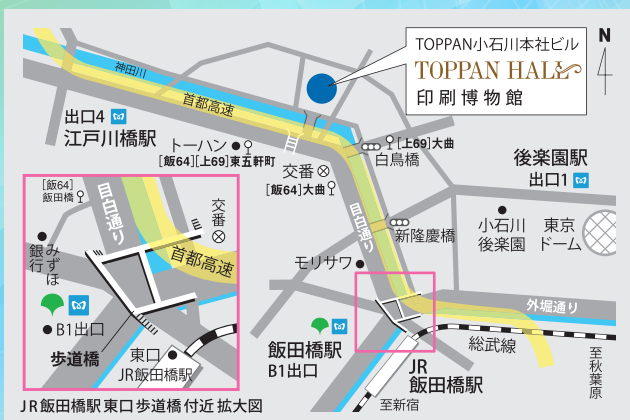 TOPPAN小石川本社ビル
TOPPAN HALL
印刷博物館
N
神田川
首都高速
出口4
江戸川橋駅
トーハン
[飯64][上69]東五軒町
[上69]大曲
白鳥橋
交番
[飯64]大曲
後楽園駅
出口1
小石川
後楽園
東京
ドーム
目白通り
新隆慶橋
モリサワ
外堀通り
飯田橋駅
B1出口
JR
飯田橋駅
総武線
至秋葉原
至新宿
[飯64]
飯田橋
目白通り
交番
首都高速
みずほ
銀行
B1出口
歩道橋
東口
JR飯田橋駅
JR飯田橋駅東口歩道橋付近 拡大図